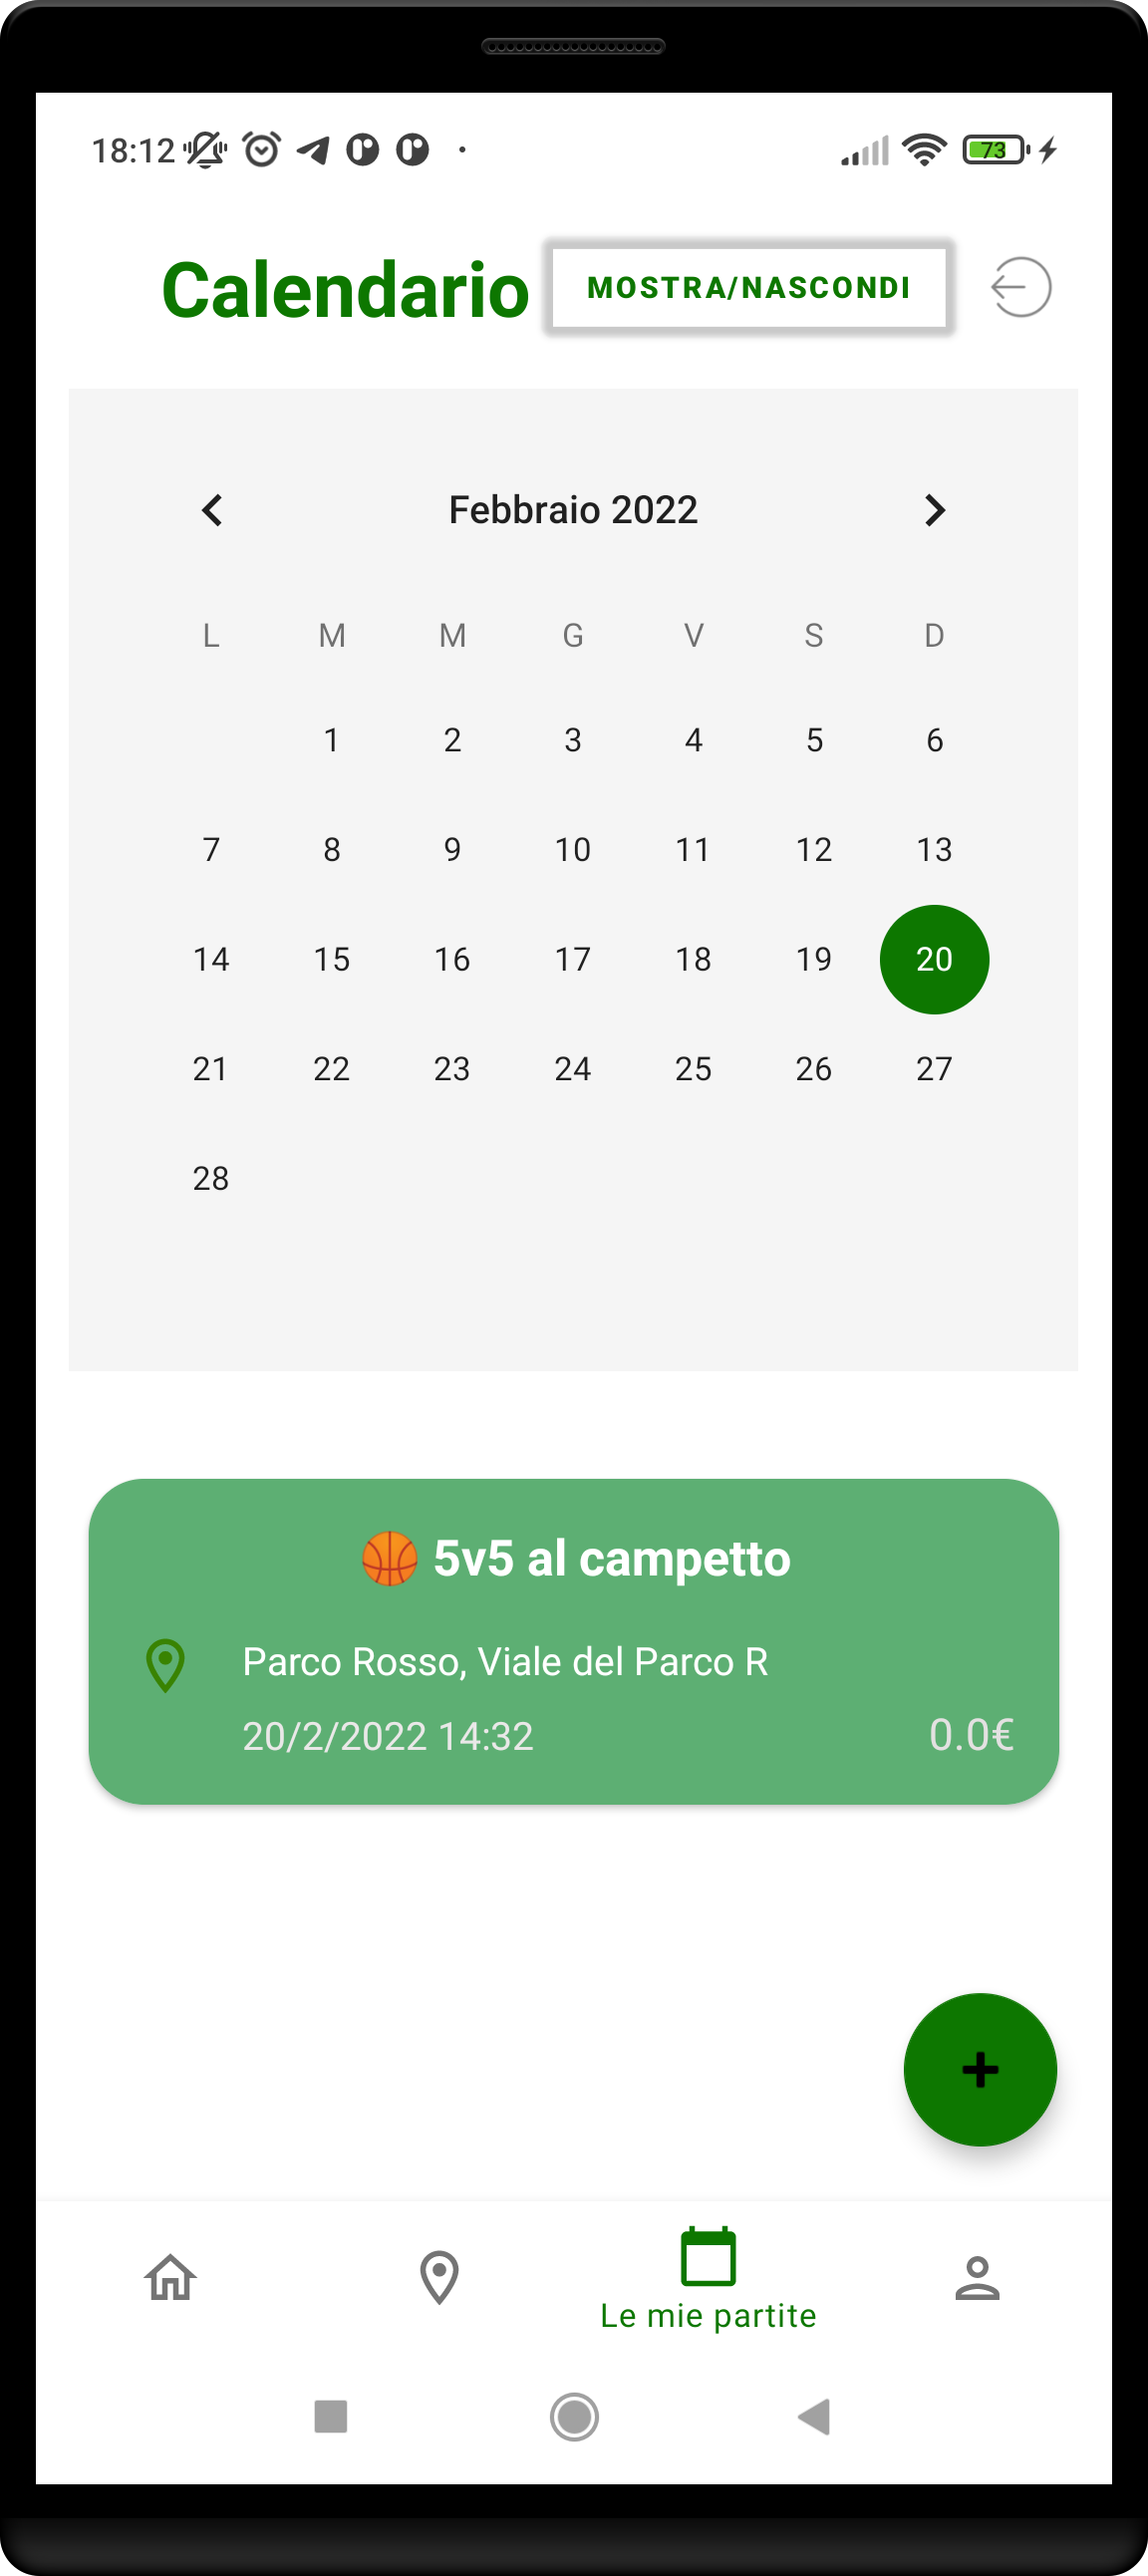 18:12
73
Calendario
MOSTRA/NASCONDI
Febbraio 2022
L M M G V S D
1 2 3 4 5 6
7 8 9 10 11 12 13
14 15 16 17 18 19 20
21 22 23 24 25 26 27
28
🏀 5v5 al campetto
Parco Rosso, Viale del Parco R
20/2/2022 14:32 0.0€
Le mie partite